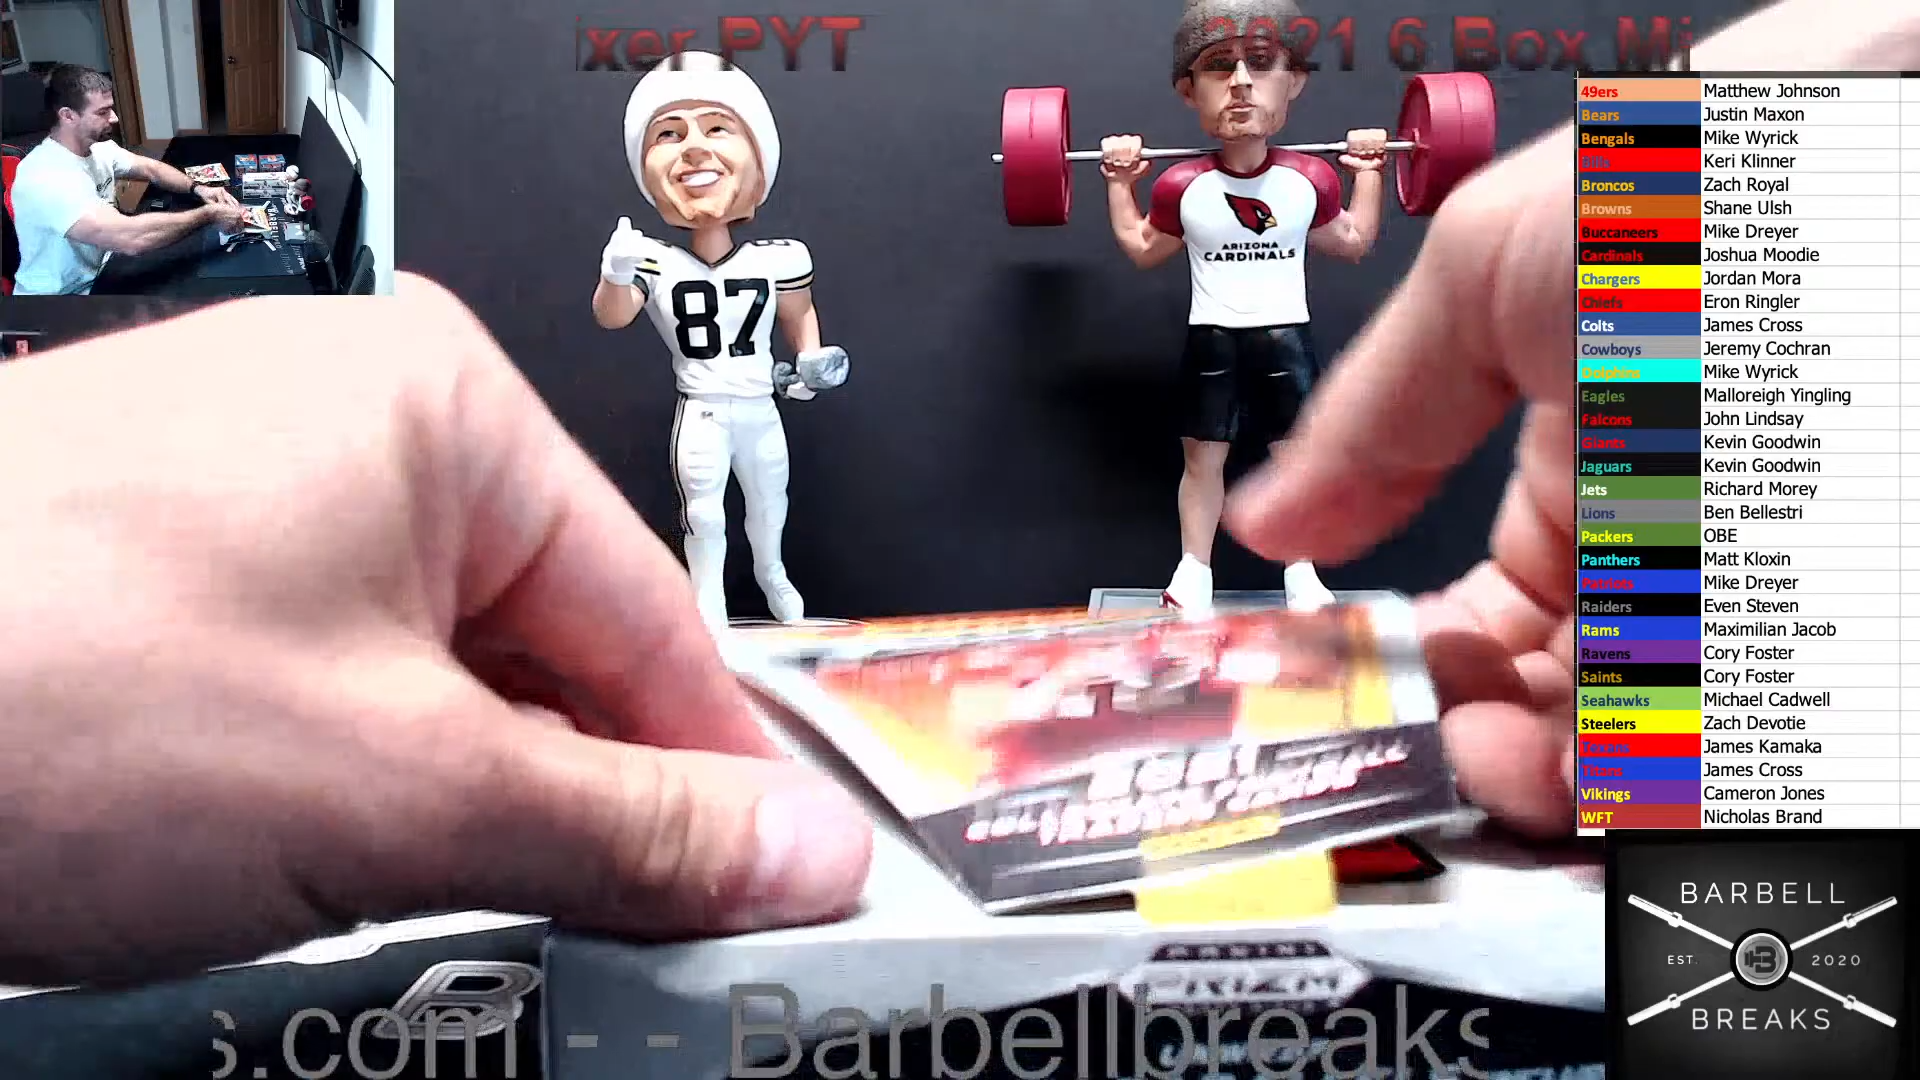 ixer PYT 2021 6 Box Mi
87
ARIZONA
CARDINALS
49ers Matthew Johnson
Bears Justin Maxon
Bengals Mike Wyrick
Bills Keri Klinner
Broncos Zach Royal
Browns Shane Ulsh
Buccaneers Mike Dreyer
Cardinals Joshua Moodie
Chargers Jordan Mora
Chiefs Eron Ringler
Colts James Cross
Cowboys Jeremy Cochran
Dolphins Mike Wyrick
Eagles Malloreigh Yingling
Falcons John Lindsay
Giants Kevin Goodwin
Jaguars Kevin Goodwin
Jets Richard Morey
Lions Ben Bellestri
Packers OBE
Panthers Matt Kloxin
Patriots Mike Dreyer
Raiders Even Steven
Rams Maximilian Jacob
Ravens Cory Foster
Saints Cory Foster
Seahawks Michael Cadwell
Steelers Zach Devotie
Texans James Kamaka
Titans James Cross
Vikings Cameron Jones
WFT Nicholas Brand
PANINI
PRIZM
BARBELL
EST. B 2020
BREAKS
s.com - - Barbellbreaks